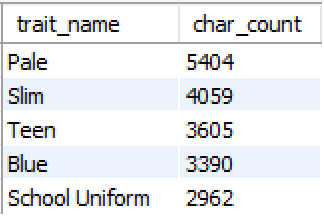 trait_name char_count
Pale 5404
Slim 4059
Teen 3605
Blue 3390
School Uniform 2962